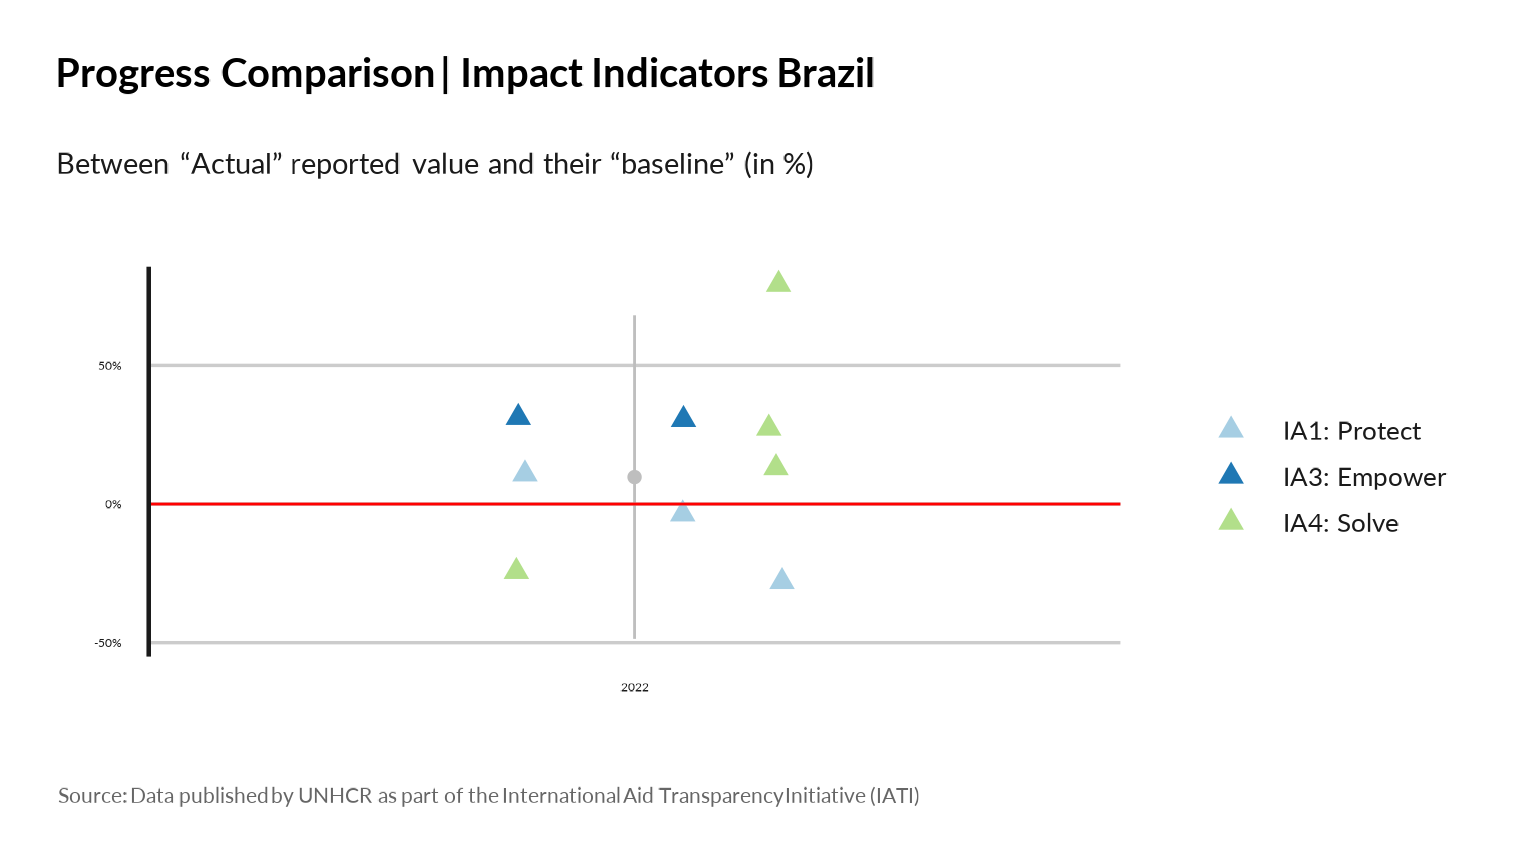 Progress Comparison| Impact Indicators Brazil
Between “Actual” reported value and their “baseline” (in %)
50%
0%
-50%
2022
IA1: Protect
IA3: Empower
IA4: Solve
Source: Data published by UNHCR as part of the International Aid Transparency Initiative (IATI)